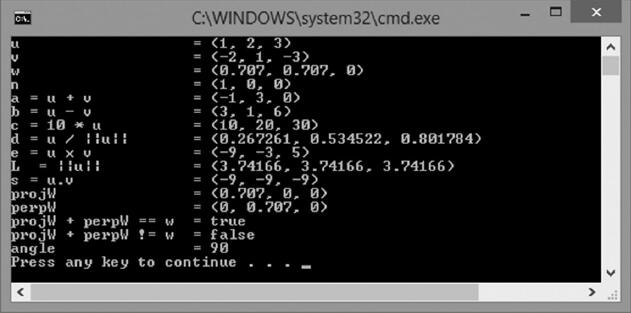 C:\WINDOWS\system32\cmd.exe
u = (1, 2, 3)
v = (-2, 1, -3)
w = (0.707, 0.707, 0)
n = (1, 0, 0)
a = u + v = (-1, 3, 0)
b = u - v = (3, 1, 6)
c = 10 * u = (10, 20, 30)
d = u / ||u|| = (0.267261, 0.534522, 0.801784)
e = u x v = (-9, -3, 5)
L = ||u|| = (3.74166, 3.74166, 3.74166)
s = u.v = (-9, -9, -9)
projW = (0.707, 0, 0)
perpW = (0, 0.707, 0)
projW + perpW == w = true
projW + perpW != w = false
angle = 90
Press any key to continue . . . _